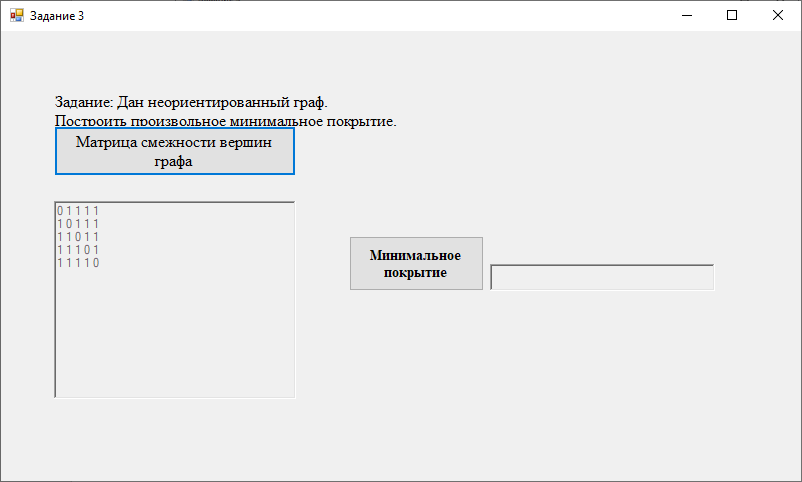 Задание 3
Задание: Дан неориентированный граф.
Построить произвольное минимальное покрытие.
Матрица смежности вершин
графа
0 1 1 1 1
1 0 1 1 1
1 1 0 1 1
1 1 1 0 1
1 1 1 1 0
Минимальное
покрытие